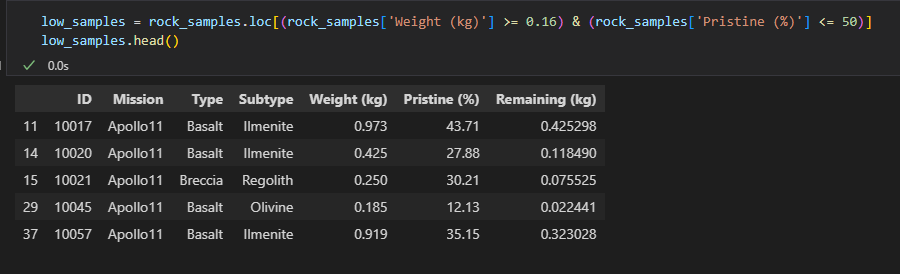 low_samples = rock_samples.loc[(rock_samples['Weight (kg)'] >= 0.16) & (rock_samples['Pristine (%)'] <= 50)]
low_samples.head()
0.0s
ID Mission Type Subtype Weight (kg) Pristine (%) Remaining (kg)
11 10017 Apollo11 Basalt Ilmenite 0.973 43.71 0.425298
14 10020 Apollo11 Basalt Ilmenite 0.425 27.88 0.118490
15 10021 Apollo11 Breccia Regolith 0.250 30.21 0.075525
29 10045 Apollo11 Basalt Olivine 0.185 12.13 0.022441
37 10057 Apollo11 Basalt Ilmenite 0.919 35.15 0.323028